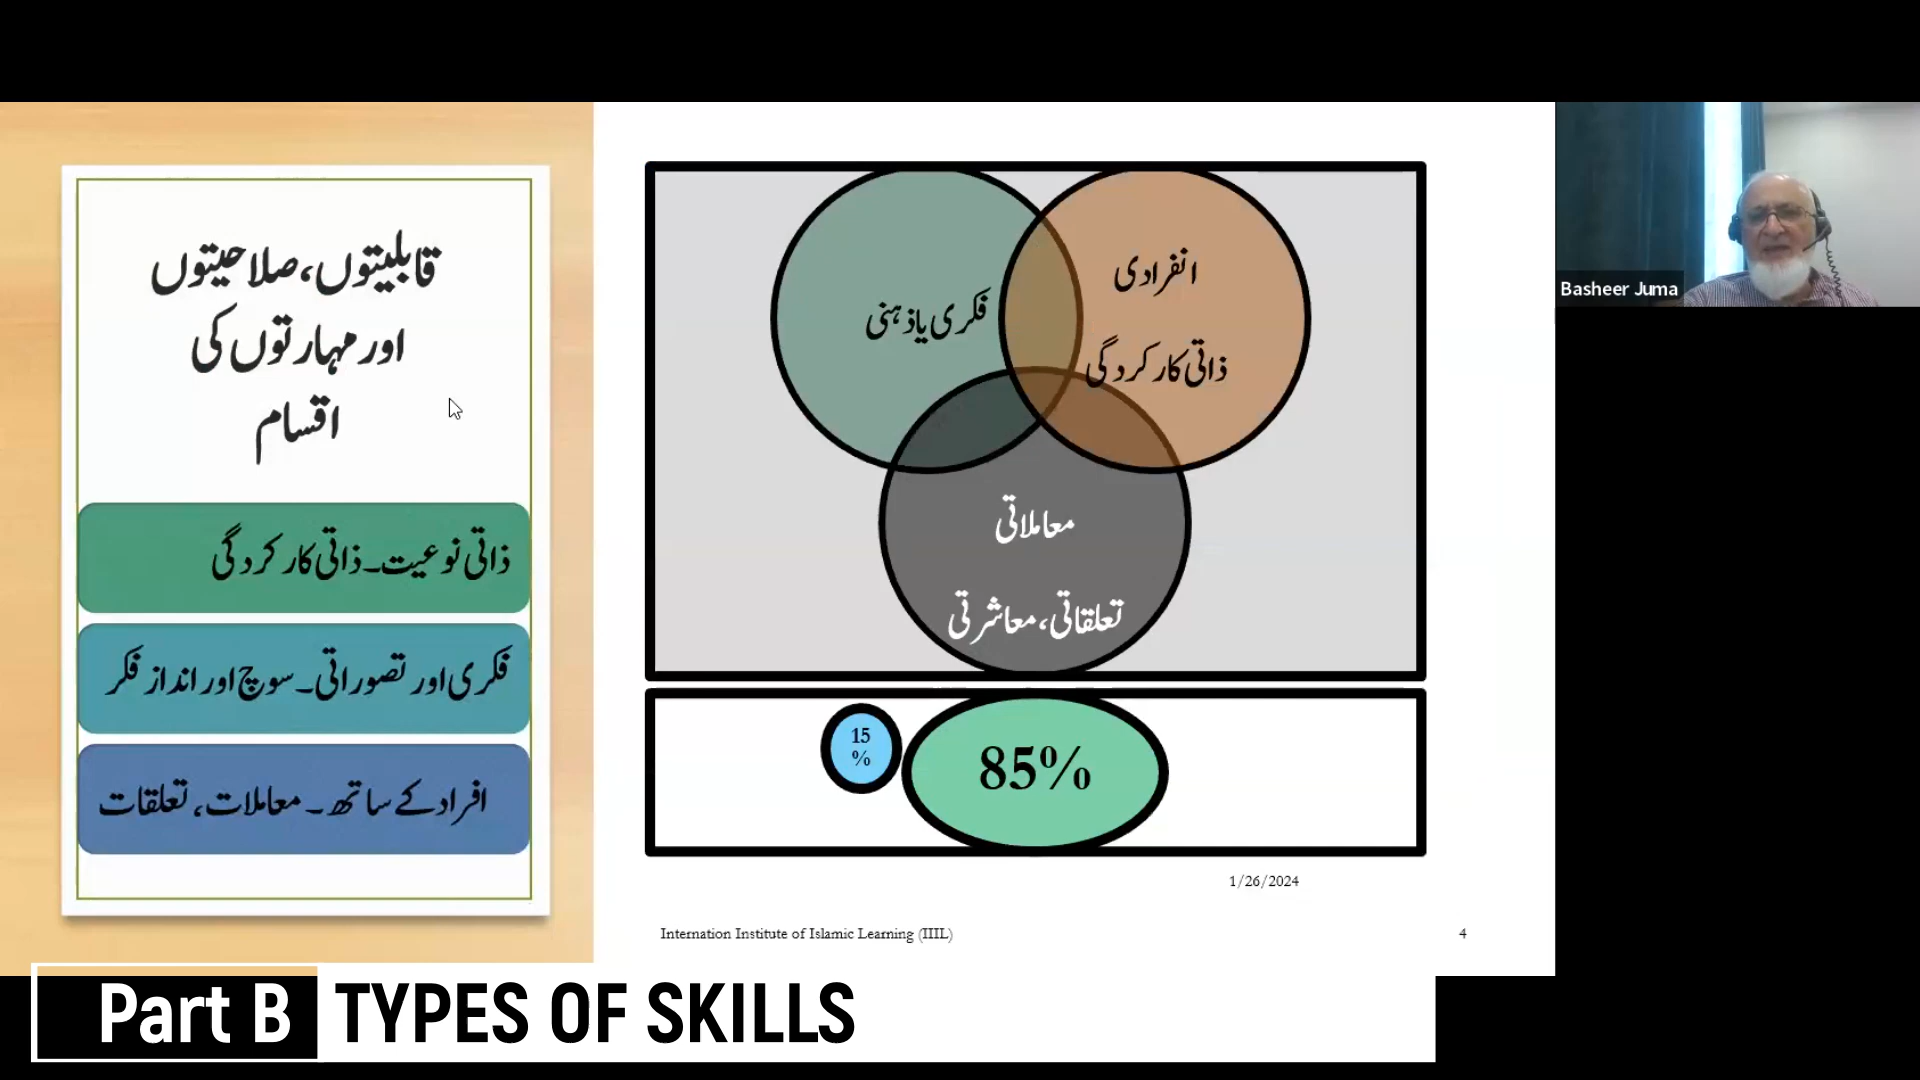 قابلیتوں، صلاحیتوں
اور مہارتوں کی
اقسام
ذاتی نوعیت۔ ذاتی کارکردگی
فکری اور تصوراتی۔ سوچ اور انداز فکر
افراد کے ساتھ۔ معاملات، تعلقات
فکری یا ذہنی
انفرادی
ذاتی کارکردگی
معاملاتی
تعلقاتی، معاشرتی
15
%
85%
1/26/2024
Internation Institute of Islamic Learning (IIIL)
4
Basheer Juma
Part B TYPES OF SKILLS